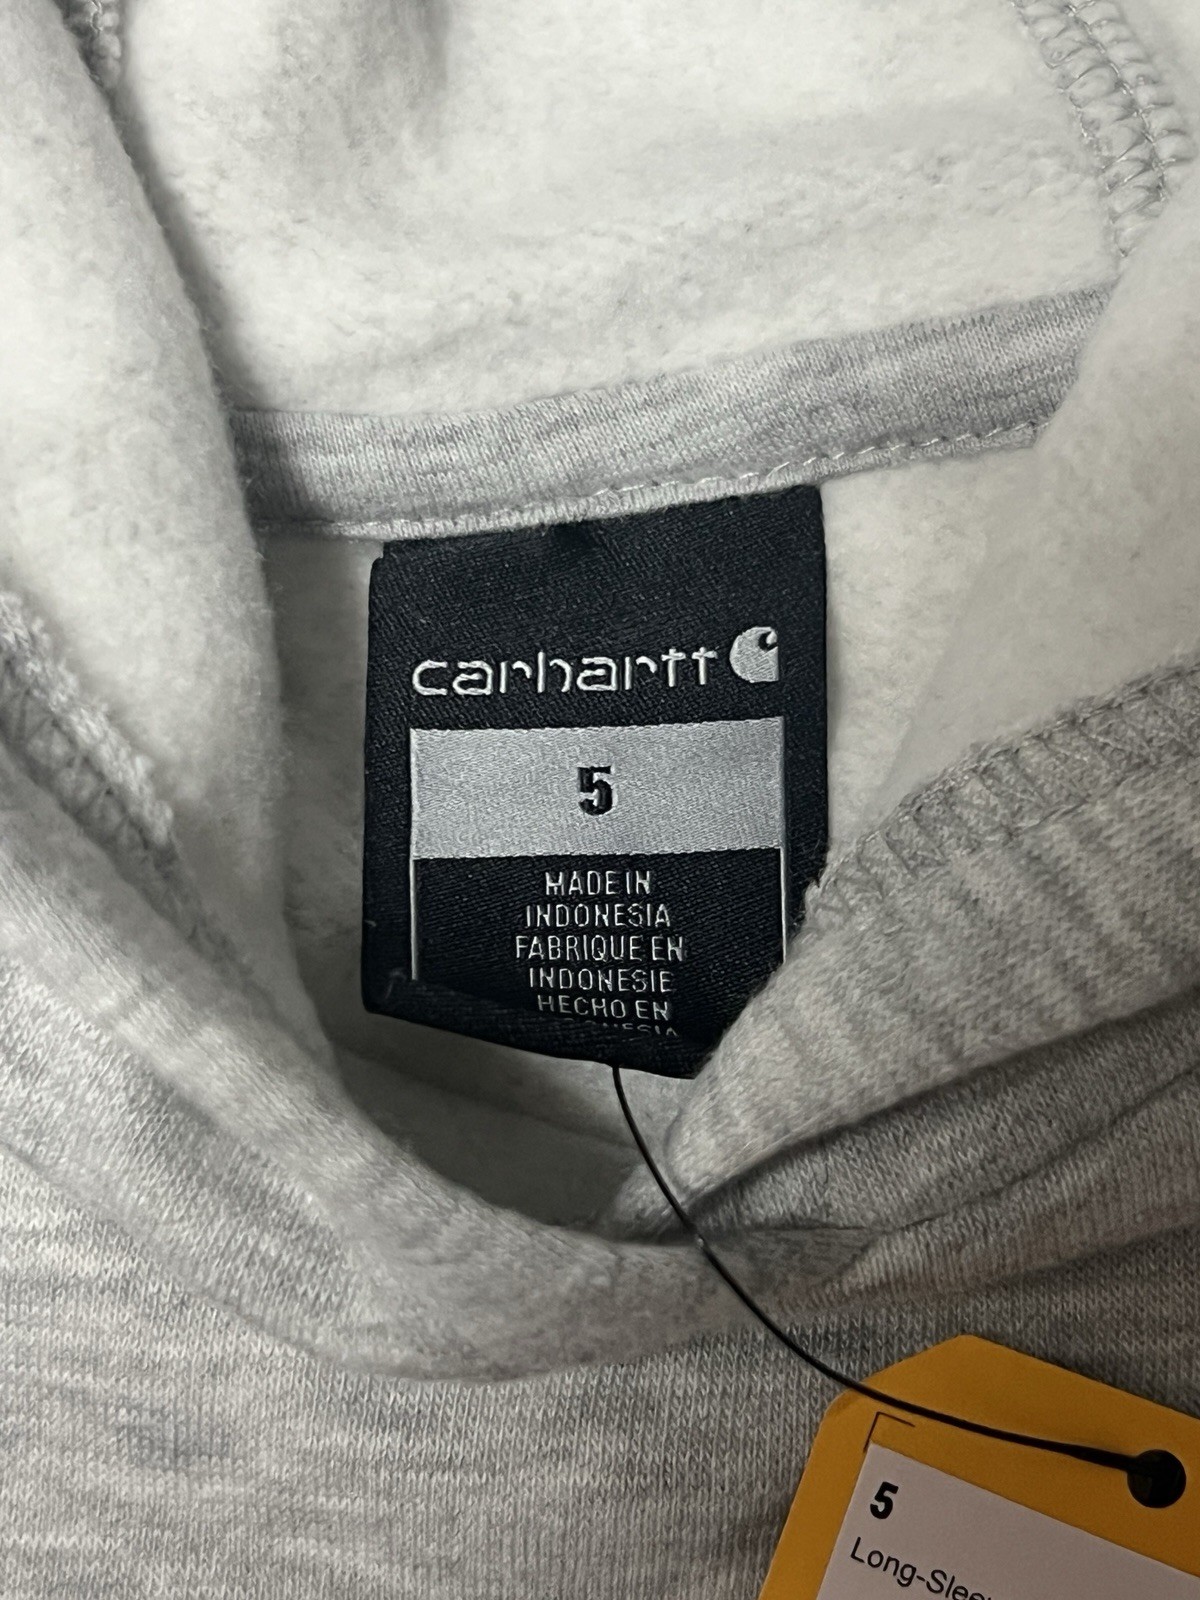 carhartt
5
MADE IN
INDONESIA
FABRIQUE EN
INDONESIE
HECHO EN
5